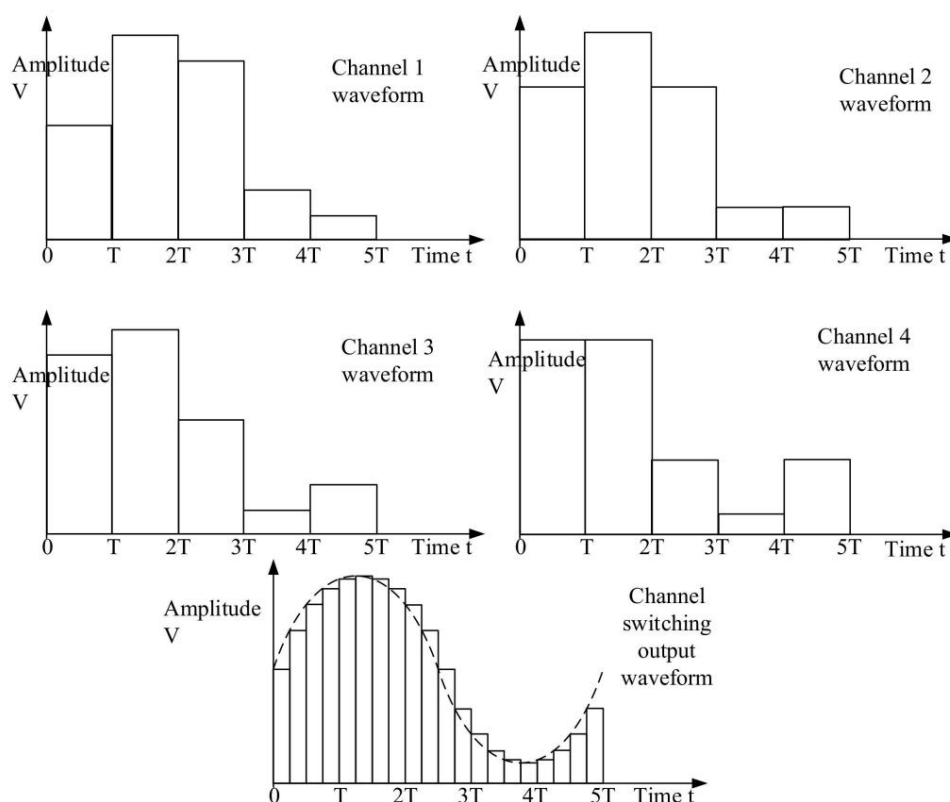 Amplitude
V
Channel 1
waveform
0 T 2T 3T 4T 5T Time t
Amplitude
V
Channel 2
waveform
0 T 2T 3T 4T 5T Time t
Amplitude
V
Channel 3
waveform
0 T 2T 3T 4T 5T Time t
Amplitude
V
Channel 4
waveform
0 T 2T 3T 4T 5T Time t
Amplitude
V
Channel
switching
output
waveform
0 T 2T 3T 4T 5T Time t